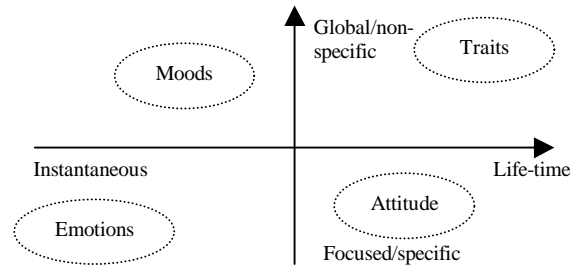 Global/non-
specific
Traits
Moods
Instantaneous
Life-time
Attitude
Emotions
Focused/specific